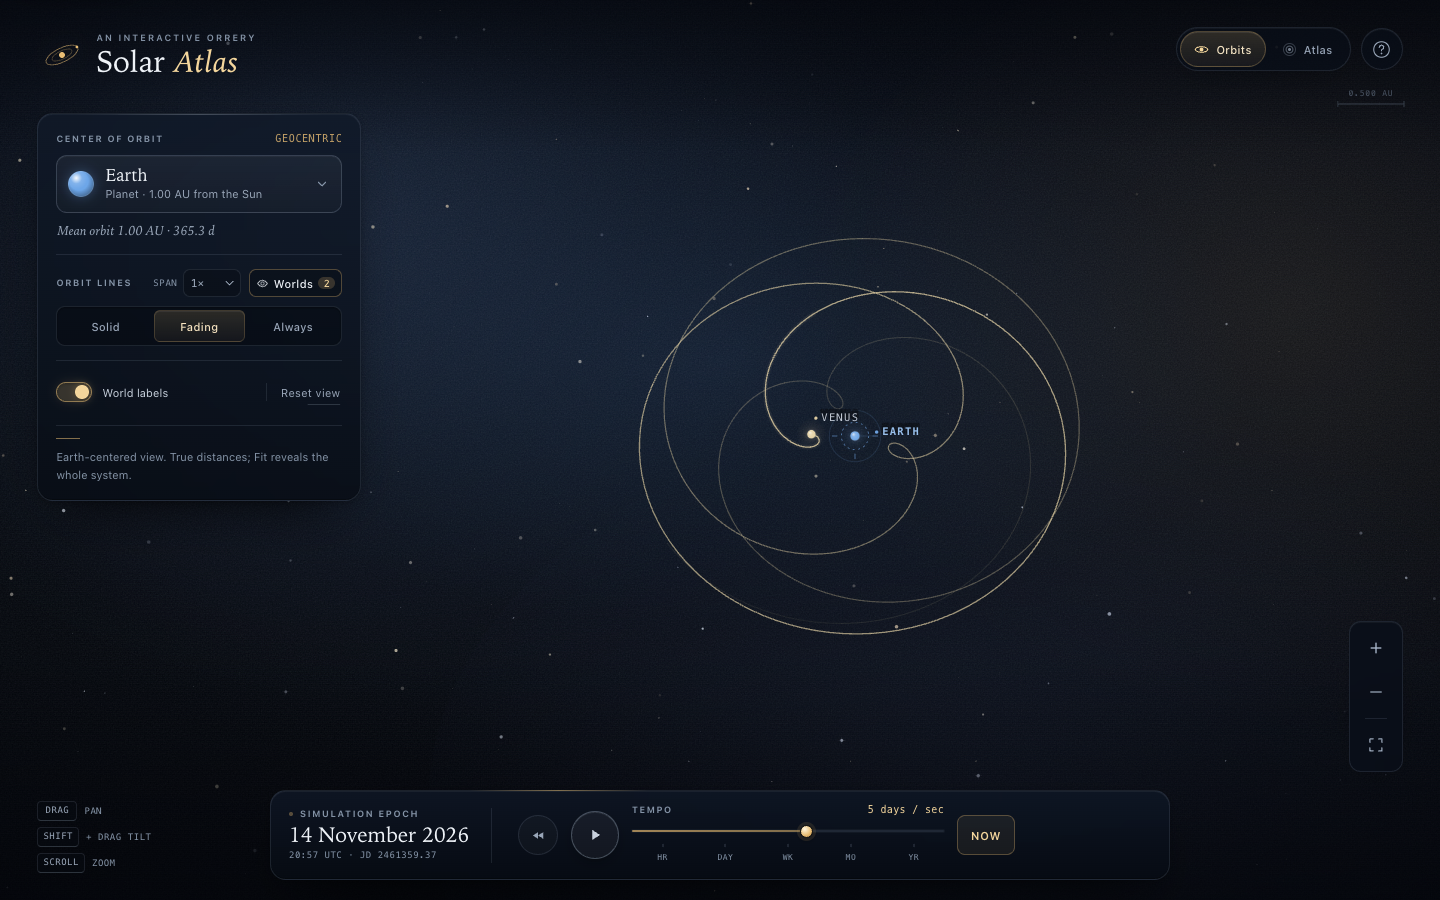 AN INTERACTIVE ORRERY
Solar Atlas
Orbits
Atlas
?
0.500 AU
CENTER OF ORBIT
GEOCENTRIC
Earth
Planet · 1.00 AU from the Sun
Mean orbit 1.00 AU · 365.3 d
ORBIT LINES
SPAN
1×
Worlds
2
Solid
Fading
Always
World labels
Reset view
Earth-centered view. True distances; Fit reveals the
whole system.
VENUS
EARTH
DRAG
PAN
SHIFT
+ DRAG TILT
SCROLL
ZOOM
SIMULATION EPOCH
14 November 2026
20:57 UTC · JD 2461359.37
TEMPO
5 days / sec
HR
DAY
WK
MO
YR
NOW